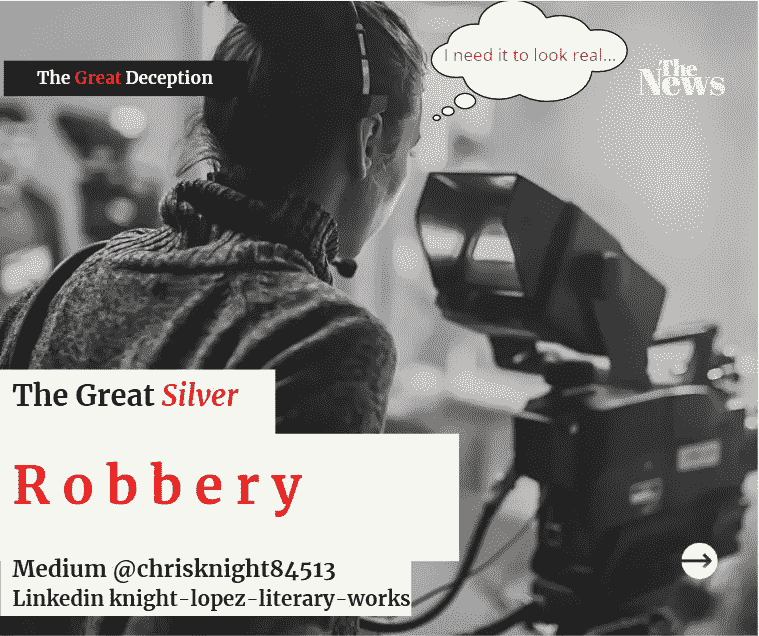 I need it to look real...
The Great Deception
The
News
The Great Silver
Robbery
Medium @chrisknight84513
Linkedin knight-lopez-literary-works